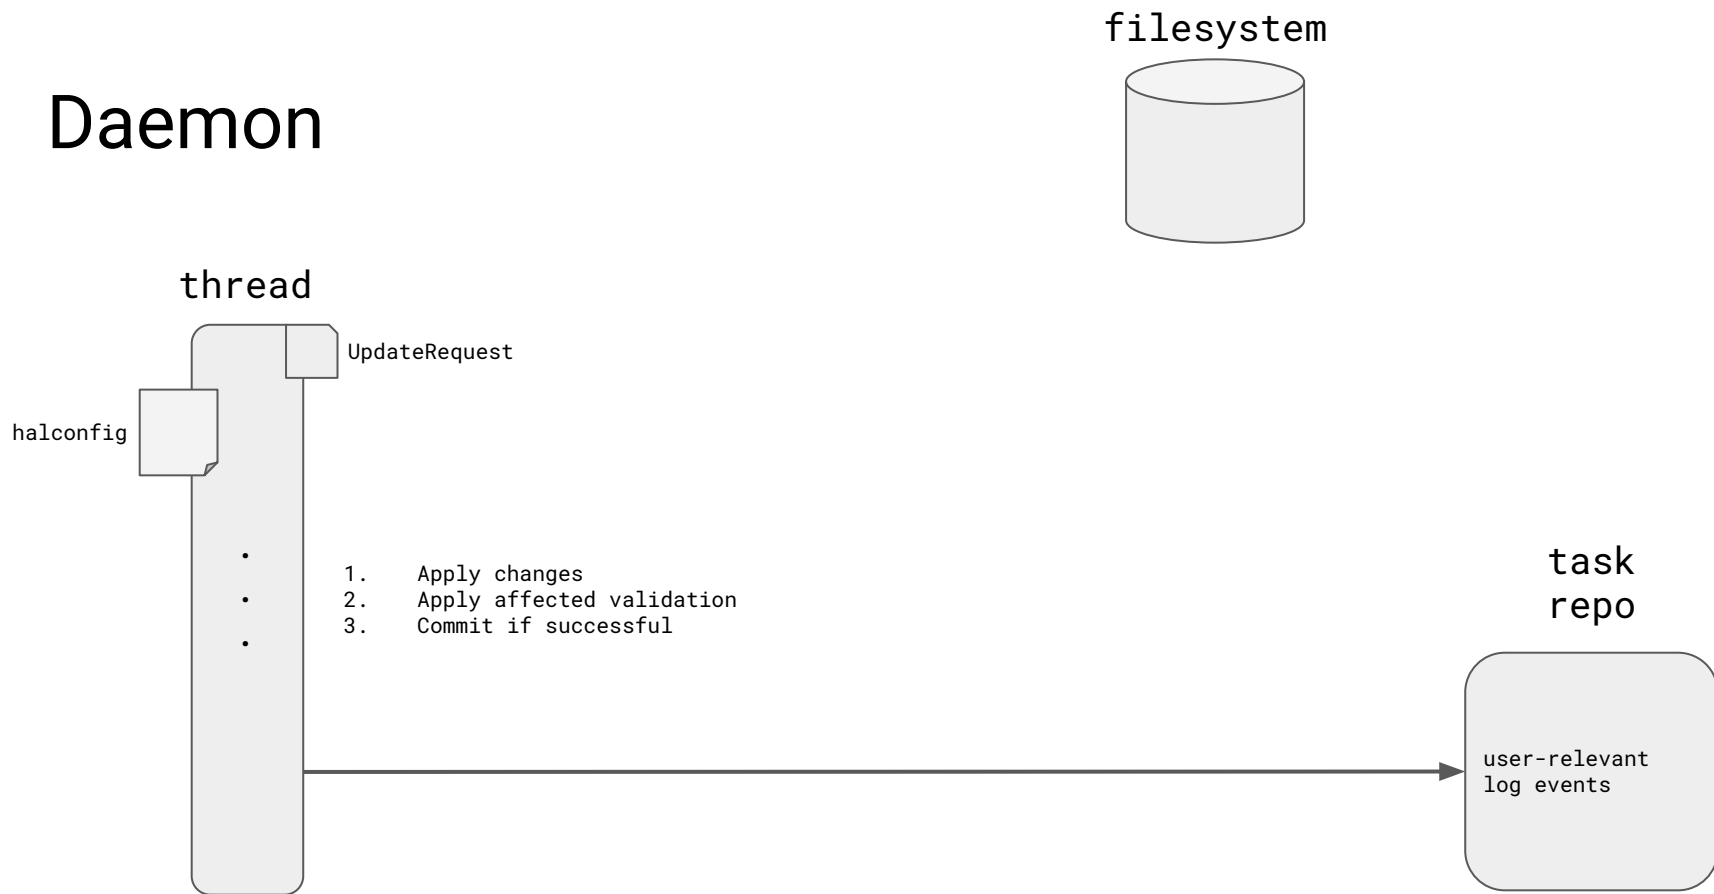 filesystem
Daemon
thread
UpdateRequest
halconfig
1. Apply changes
2. Apply affected validation
3. Commit if successful
task
repo
user-relevant
log events